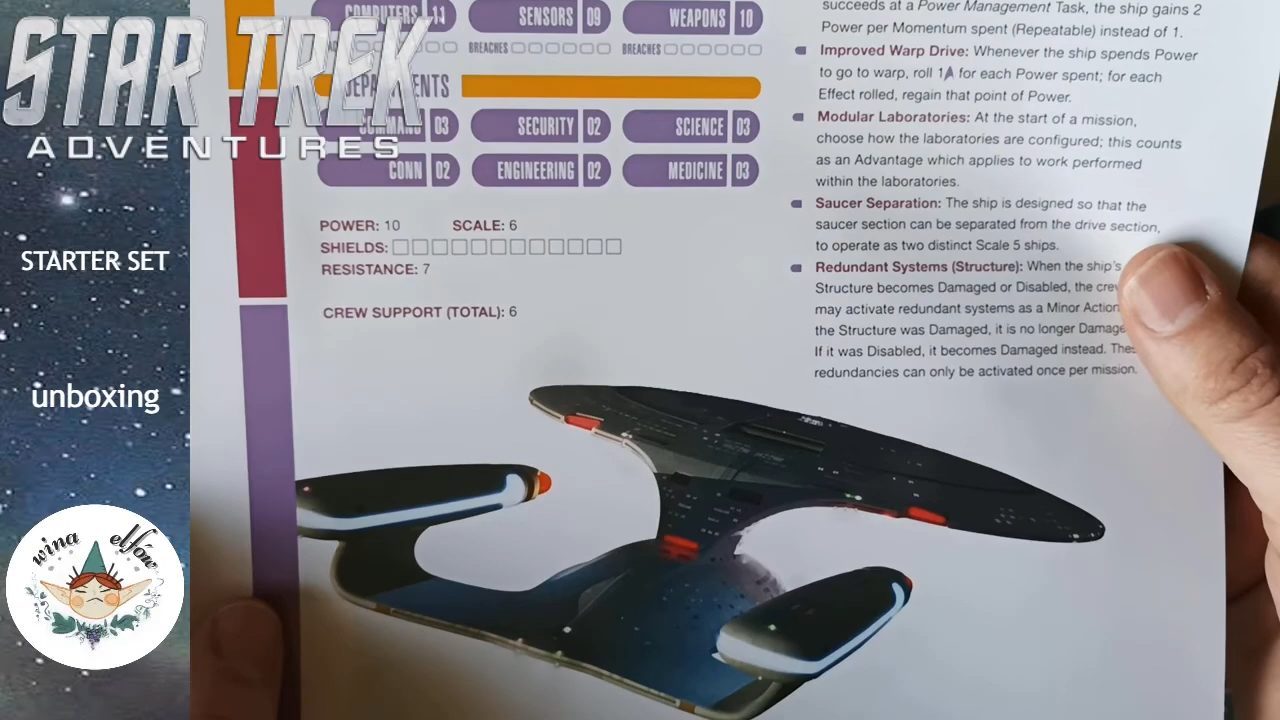 STAR TREK
ADVENTURES
STARTER SET
unboxing
wina elfów
COMPUTERS 11
SENSORS 09
WEAPONS 10
BREACHES
BREACHES
DEPARTMENTS
COMMAND 03
SECURITY 02
SCIENCE 03
CONN 02
ENGINEERING 02
MEDICINE 03
POWER: 10 SCALE: 6
SHIELDS:
RESISTANCE: 7
CREW SUPPORT (TOTAL): 6
succeeds at a Power Management Task, the ship gains 2
Power per Momentum spent (Repeatable) instead of 1.
Improved Warp Drive: Whenever the ship spends Power
to go to warp, roll 1 for each Power spent; for each
Effect rolled, regain that point of Power.
Modular Laboratories: At the start of a mission,
choose how the laboratories are configured; this counts
as an Advantage which applies to work performed
within the laboratories.
Saucer Separation: The ship is designed so that the
saucer section can be separated from the drive section,
to operate as two distinct Scale 5 ships.
Redundant Systems (Structure): When the ship's
Structure becomes Damaged or Disabled, the
may activate redundant systems as a Minor Action
the Structure was Damaged, it is no longer
If it was Disabled, it becomes Damaged instead.
redundancies can only be activated once per mission.